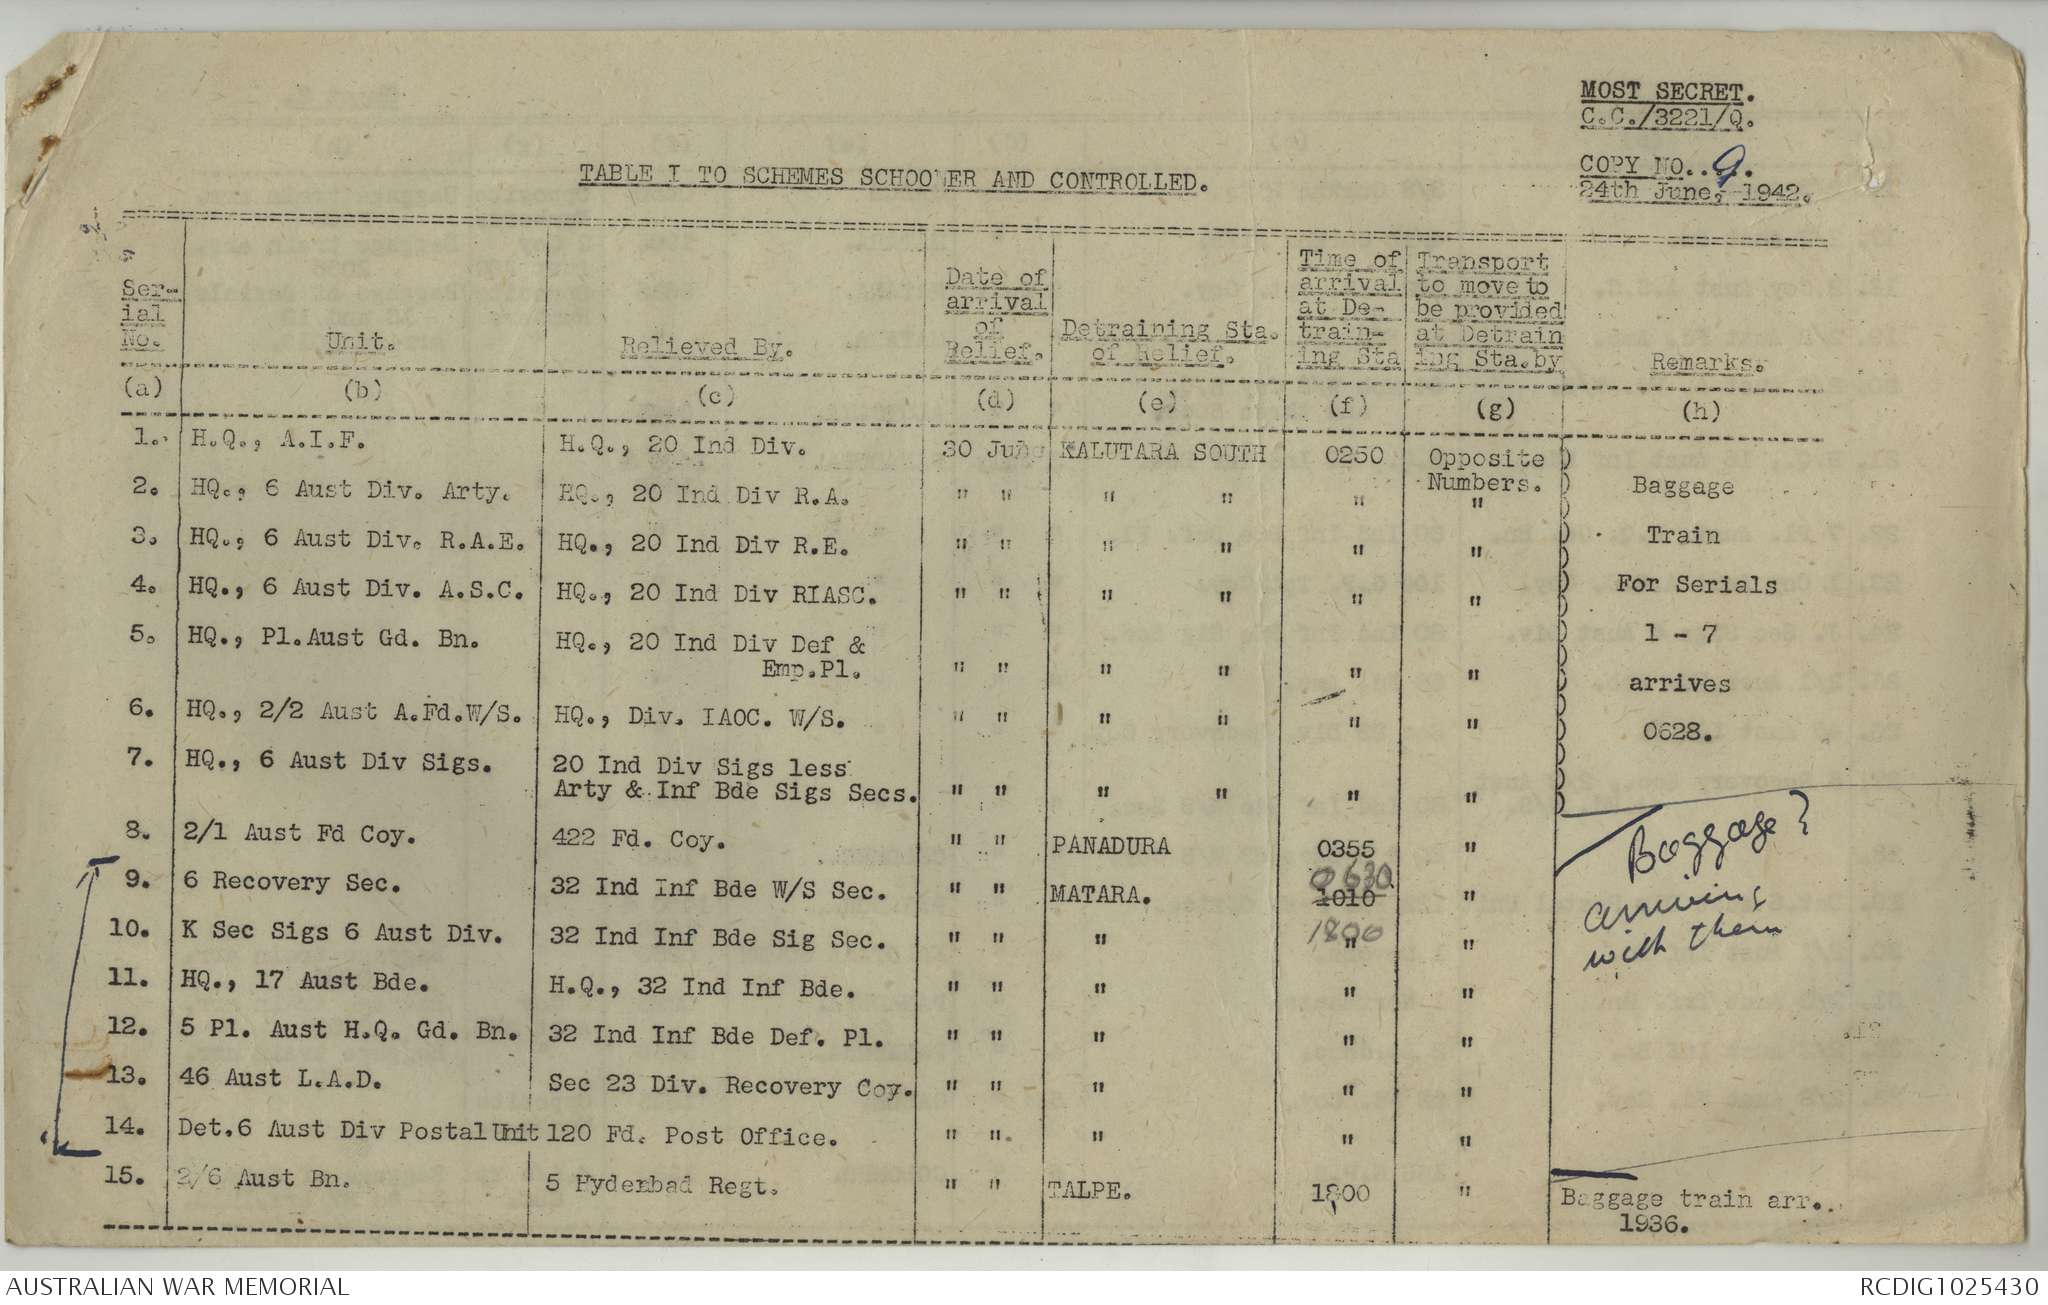 MOST SECRET.
C.C./3221/Q.
COPY NO. 9.
24th June, 1942.
TABLE I TO SCHEMES SCHOONER AND CONTROLLED.
Ser-
ial
No.
Unit.
Relieved By.
Date of
arrival
of
Relief.
Detraining Sta.
of Relief.
Time of
arrival
at De-
train-
ing Sta
Transport
to move to
be provided
at Detrain
ing Sta.by
Remarks.
(a) (b) (c) (d) (e) (f) (g) (h)
1. H.Q., A.I.F. H.Q., 20 Ind Div. 30 June KALUTARA SOUTH 0250 Opposite
Numbers. Baggage
2. HQ., 6 Aust Div. Arty. HQ., 20 Ind Div R.A. " " " " " "
Train
3. HQ., 6 Aust Div. R.A.E. HQ., 20 Ind Div R.E. " " " " " "
4. HQ., 6 Aust Div. A.S.C. HQ., 20 Ind Div RIASC. " " " " " " For Serials
5. HQ., Pl.Aust Gd. Bn. HQ., 20 Ind Div Def & 1 - 7
Emp.Pl. " " " " " " arrives
6. HQ., 2/2 Aust A.Fd.W/S. HQ., Div. IAOC. W/S. " " " " " " 0628.
7. HQ., 6 Aust Div Sigs. 20 Ind Div Sigs less
Arty & Inf Bde Sigs Secs. " " " " " "
8. 2/1 Aust Fd Coy. 422 Fd. Coy. " " PANADURA 0355 " Baggage?
0630
9. 6 Recovery Sec. 32 Ind Inf Bde W/S Sec. " " MATARA. 1010 " arriving
1800 with them
10. K Sec Sigs 6 Aust Div. 32 Ind Inf Bde Sig Sec. " " " " "
11. HQ., 17 Aust Bde. H.Q., 32 Ind Inf Bde. " " " " "
12. 5 Pl. Aust H.Q. Gd. Bn. 32 Ind Inf Bde Def. Pl. " " " " "
13. 46 Aust L.A.D. Sec 23 Div. Recovery Coy. " " " " "
14. Det.6 Aust Div Postal Unit 120 Fd. Post Office. " " " " "
15. 2/6 Aust Bn. 5 Hyderbad Regt. " " TALPE. 1800 " Baggage train arr.
1936.
AUSTRALIAN WAR MEMORIAL
RCDIG1025430